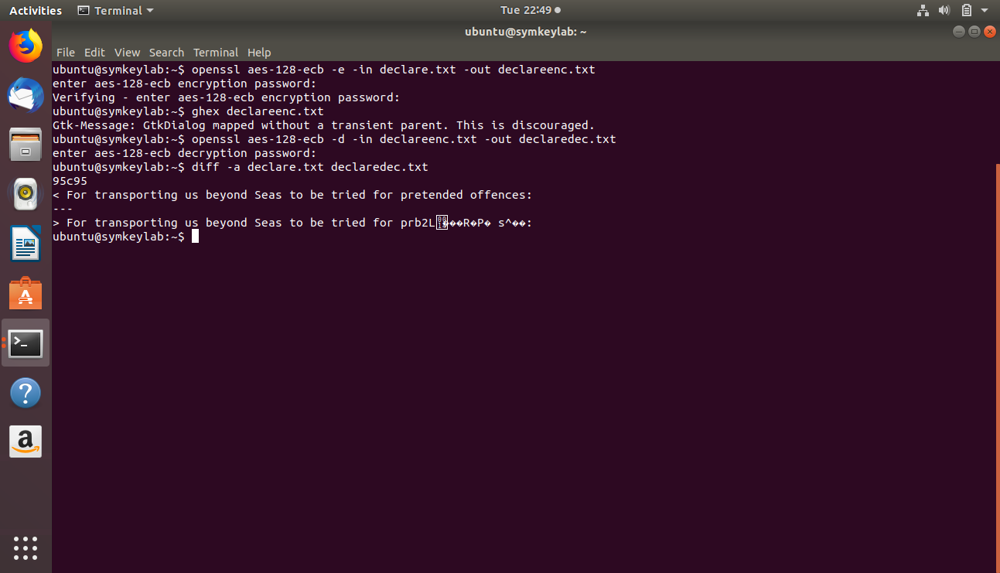 Activities Terminal Tue 22:49
ubuntu@symkeylab: ~
File Edit View Search Terminal Help
ubuntu@symkeylab:~$ openssl aes-128-ecb -e -in declare.txt -out declareenc.txt
enter aes-128-ecb encryption password:
Verifying - enter aes-128-ecb encryption password:
ubuntu@symkeylab:~$ ghex declareenc.txt
Gtk-Message: GtkDialog mapped without a transient parent. This is discouraged.
ubuntu@symkeylab:~$ openssl aes-128-ecb -d -in declareenc.txt -out declaredec.txt
enter aes-128-ecb decryption password:
ubuntu@symkeylab:~$ diff -a declare.txt declaredec.txt
95c95
< For transporting us beyond Seas to be tried for pretended offences:
---
> For transporting us beyond Seas to be tried for prb2L���R�P� s^��:
ubuntu@symkeylab:~$